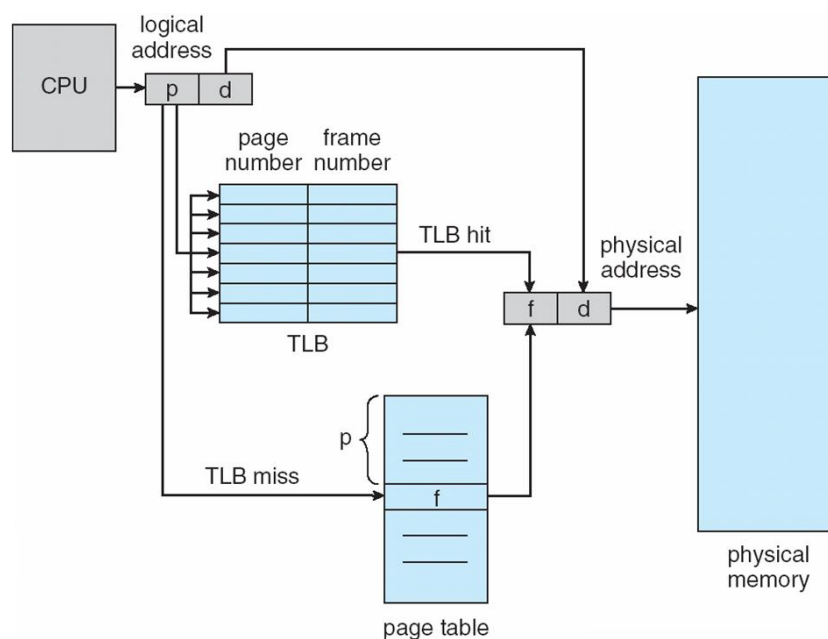 logical
address
CPU
p
d
page
number
frame
number
TLB hit
physical
address
f
d
TLB
p
TLB miss
f
physical
memory
page table